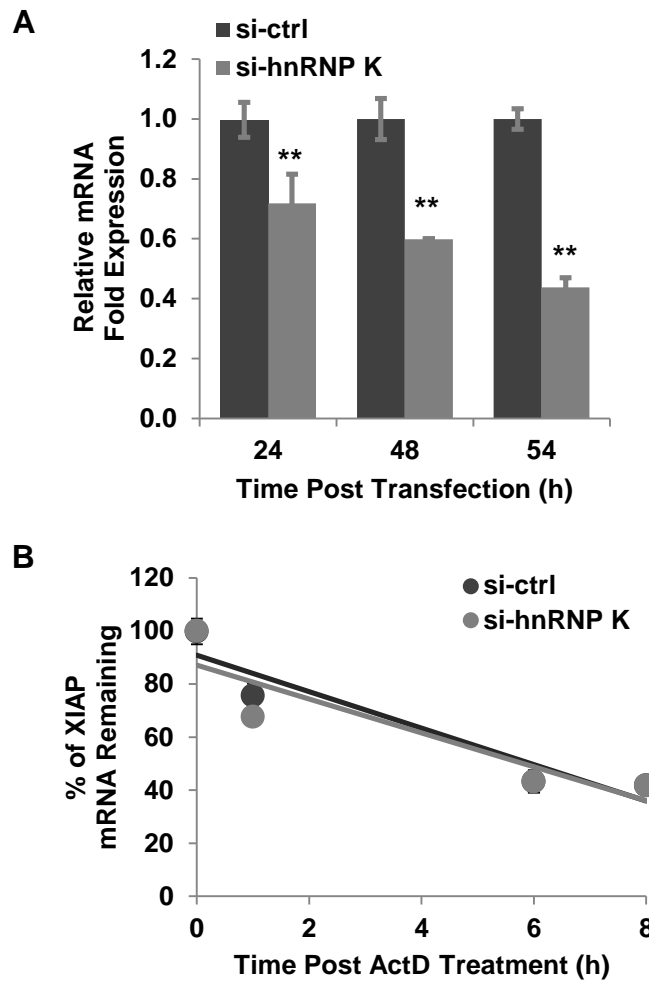 A
si-ctrl
si-hnRNP K
Relative mRNA
Fold Expression
1.2
1.0
0.8
0.6
0.4
0.2
0.0
**
**
**
24 48 54
Time Post Transfection (h)
B
% of XIAP
mRNA Remaining
120
100
80
60
40
20
0
si-ctrl
si-hnRNP K
0 2 4 6 8
Time Post ActD Treatment (h)